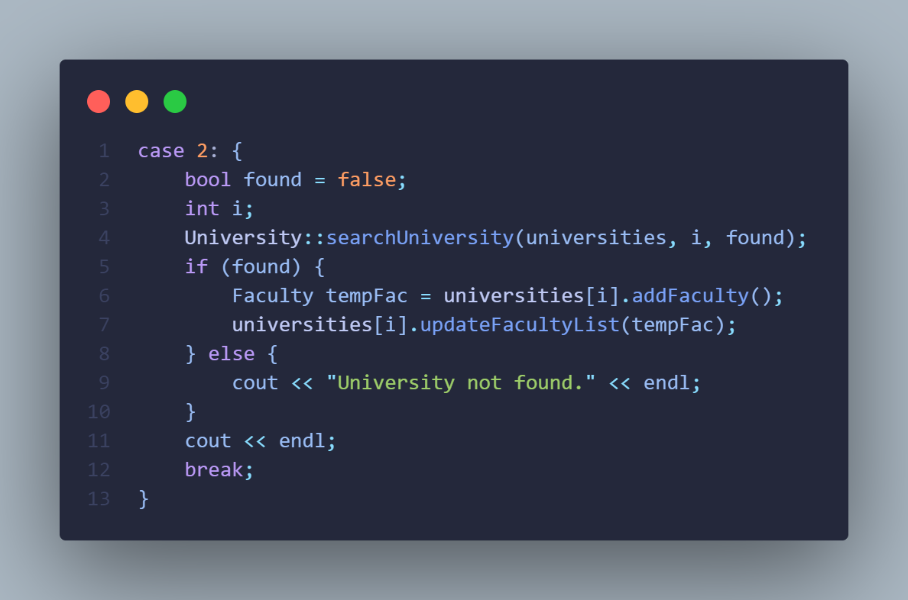 1 case 2: {
2     bool found = false;
3     int i;
4     University::searchUniversity(universities, i, found);
5     if (found) {
6         Faculty tempFac = universities[i].addFaculty();
7         universities[i].updateFacultyList(tempFac);
8     } else {
9         cout << "University not found." << endl;
10     }
11     cout << endl;
12     break;
13 }